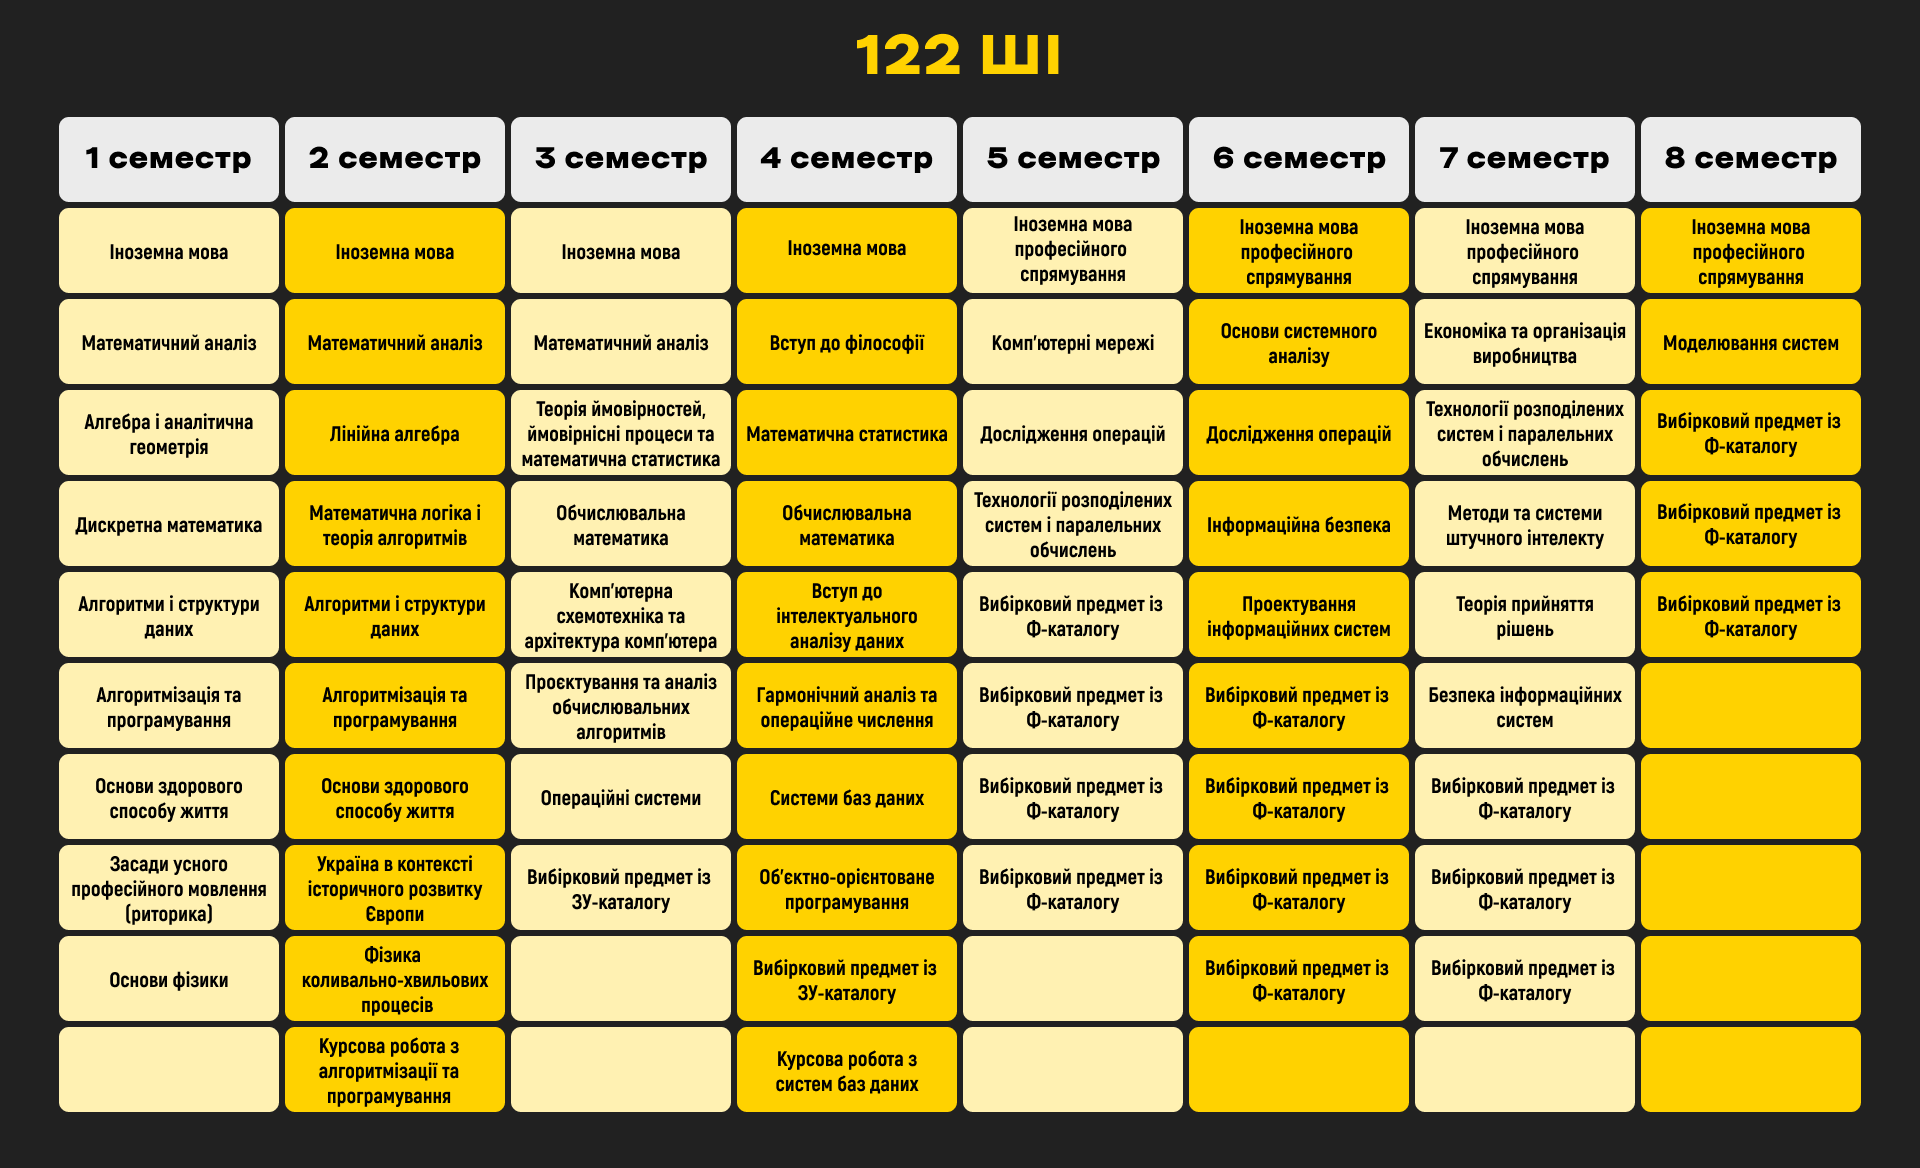 122 ШІ
1 семестр
2 семестр
3 семестр
4 семестр
5 семестр
6 семестр
7 семестр
8 семестр
Іноземна мова
Іноземна мова
Іноземна мова
Іноземна мова
Іноземна мова
професійного
спрямування
Іноземна мова
професійного
спрямування
Іноземна мова
професійного
спрямування
Іноземна мова
професійного
спрямування
Математичний аналіз
Математичний аналіз
Математичний аналіз
Вступ до філософії
Комп'ютерні мережі
Основи системного
аналізу
Економіка та організація
виробництва
Моделювання систем
Алгебра і аналітична
геометрія
Лінійна алгебра
Теорія ймовірностей,
ймовірнісні процеси та
математична статистика
Математична статистика
Дослідження операцій
Дослідження операцій
Технології розподілених
систем і паралельних
обчислень
Вибірковий предмет із
Ф-каталогу
Дискретна математика
Математична логіка і
теорія алгоритмів
Обчислювальна
математика
Обчислювальна
математика
Технології розподілених
систем і паралельних
обчислень
Інформаційна безпека
Методи та системи
штучного інтелекту
Вибірковий предмет із
Ф-каталогу
Алгоритми і структури
даних
Алгоритми і структури
даних
Комп'ютерна
схемотехніка та
архітектура комп'ютера
Вступ до
інтелектуального
аналізу даних
Вибірковий предмет із
Ф-каталогу
Проектування
інформаційних систем
Теорія прийняття
рішень
Вибірковий предмет із
Ф-каталогу
Алгоритмізація та
програмування
Алгоритмізація та
програмування
Проєктування та аналіз
обчислювальних
алгоритмів
Гармонічний аналіз та
операційне числення
Вибірковий предмет із
Ф-каталогу
Вибірковий предмет із
Ф-каталогу
Безпека інформаційних
систем
Основи здорового
способу життя
Основи здорового
способу життя
Операційні системи
Системи баз даних
Вибірковий предмет із
Ф-каталогу
Вибірковий предмет із
Ф-каталогу
Вибірковий предмет із
Ф-каталогу
Засади усного
професійного мовлення
(риторика)
Україна в контексті
історичного розвитку
Європи
Вибірковий предмет із
ЗУ-каталогу
Об'єктно-орієнтоване
програмування
Вибірковий предмет із
Ф-каталогу
Вибірковий предмет із
Ф-каталогу
Вибірковий предмет із
Ф-каталогу
Основи фізики
Фізика
коливально-хвильових
процесів
Вибірковий предмет із
ЗУ-каталогу
Вибірковий предмет із
Ф-каталогу
Вибірковий предмет із
Ф-каталогу
Курсова робота з
алгоритмізації та
програмування
Курсова робота з
систем баз даних